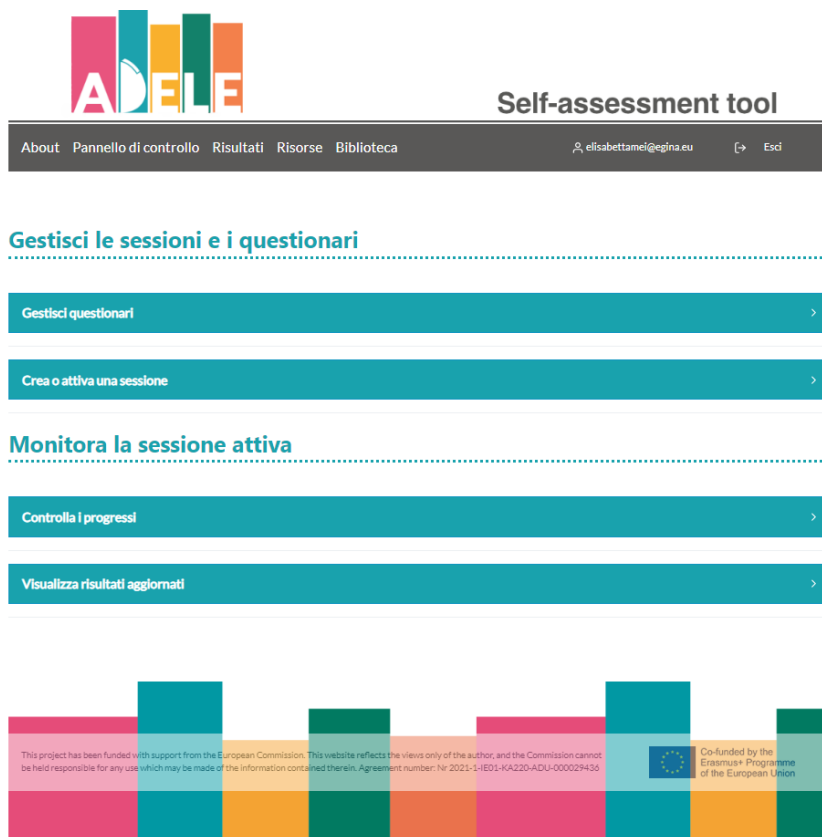 ADELE
Self-assessment tool
About Pannello di controllo Risultati Risorse Biblioteca elisabettamei@egina.eu Esci
Gestisci le sessioni e i questionari
Gestisci questionari
Crea o attiva una sessione
Monitora la sessione attiva
Controlla i progressi
Visualizza risultati aggiornati
This project has been funded with support from the European Commission. This website reflects the views only of the author, and the Commission cannot
be held responsible for any use which may be made of the information contained therein. Agreement number: Nr 2021-1-IE01-KA220-ADU-000029436
Co-funded by the
Erasmus+ Programme
of the European Union